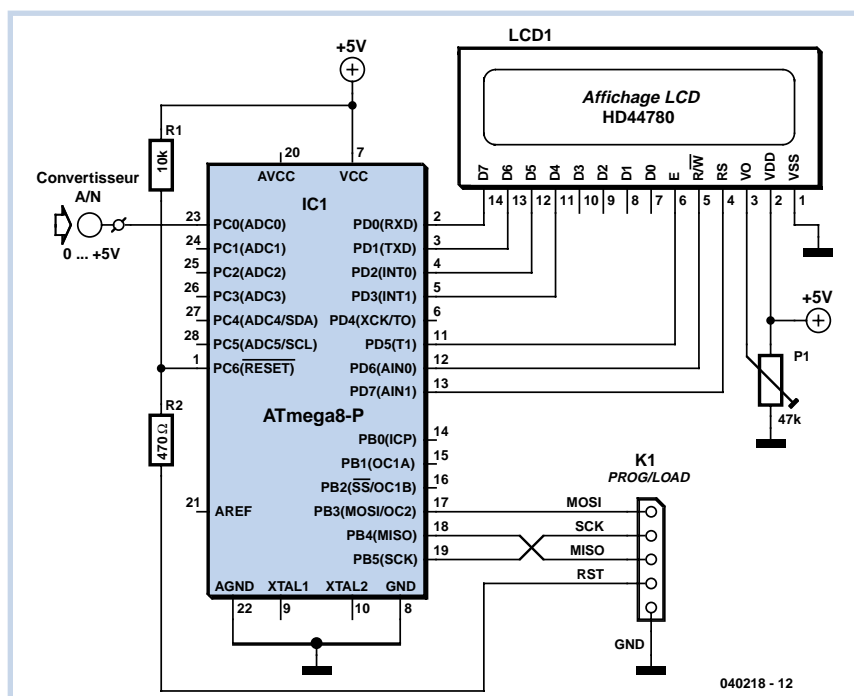 LCD1
+5V
Affichage LCD
HD44780
R1
10k
20
7
AVCC
VCC
Convertisseur
A/N
0 ... +5V
IC1
D7 D6 D5 D4 D3 D2 D1 D0 E R/W RS VO VDD VSS
14 13 12 11 10 9 8 7 6 5 4 3 2 1
23 PC0(ADC0) PD0(RXD) 2
24 PC1(ADC1) PD1(TXD) 3
25 PC2(ADC2) PD2(INT0) 4
26 PC3(ADC3) PD3(INT1) 5
27 PC4(ADC4/SDA) PD4(XCK/TO) 6
28 PC5(ADC5/SCL) PD5(T1) 11
1 PC6(RESET) PD6(AIN0) 12
PD7(AIN1) 13
+5V
P1
47k
R2
470Ω
ATmega8-P
PB0(ICP) 14
PB1(OC1A) 15
PB2(SS/OC1B) 16
21 AREF PB3(MOSI/OC2) 17
PB4(MISO) 18
PB5(SCK) 19
K1
PROG/LOAD
MOSI
SCK
MISO
RST
GND
AGND XTAL1 XTAL2 GND
22 9 10 8
040218 - 12